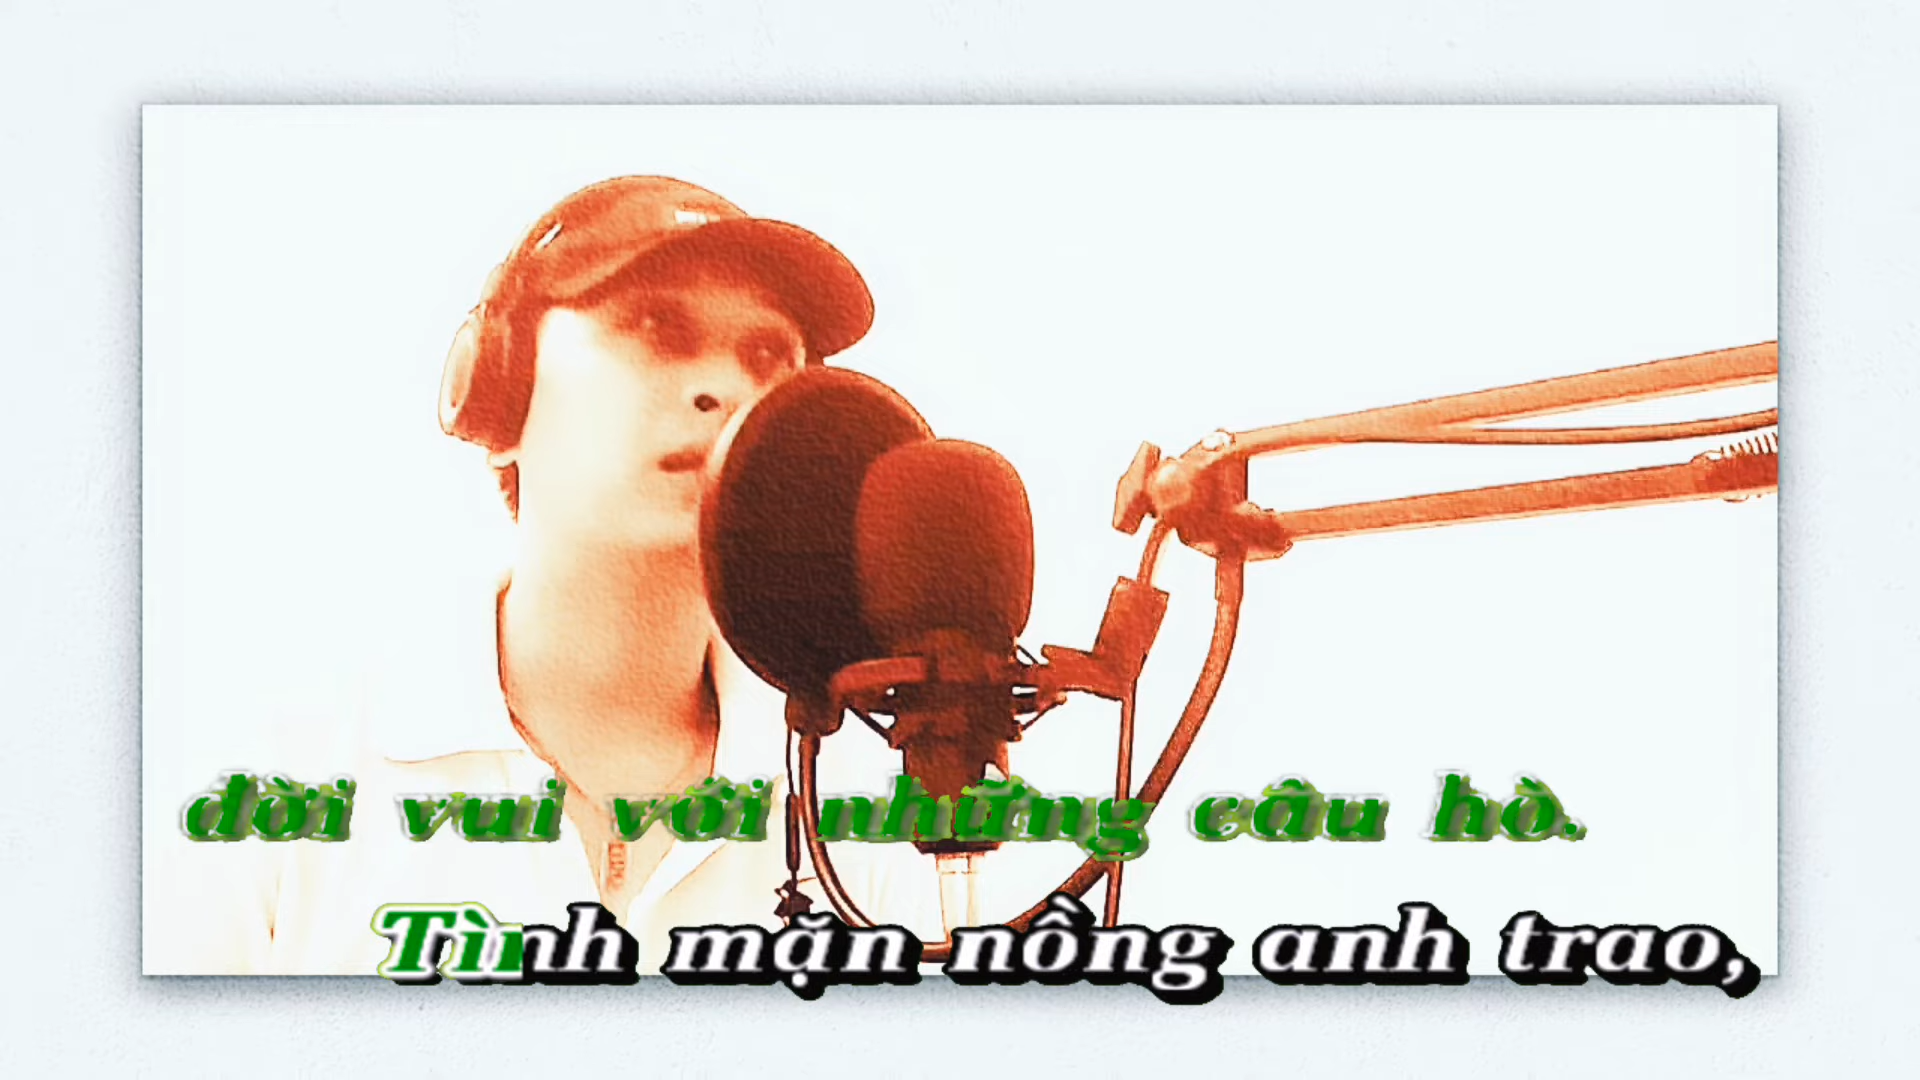 đời vui với những câu hò.
Tình mặn nồng anh trao,